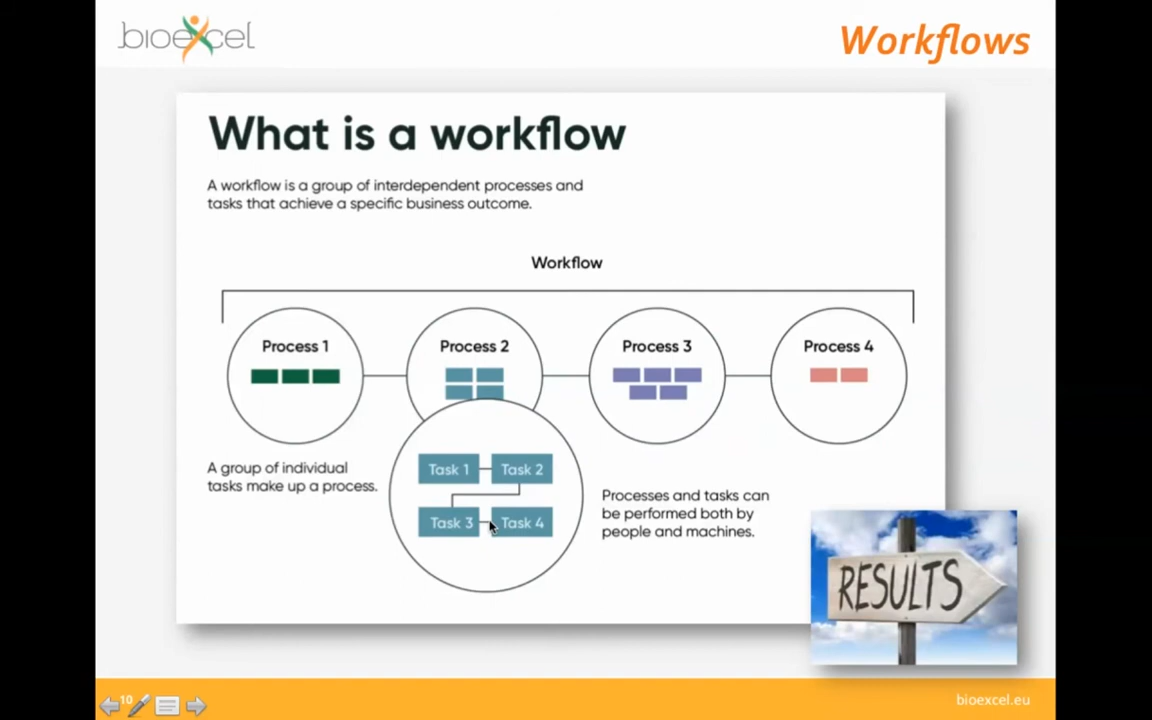 bioexcel
Workflows
What is a workflow
A workflow is a group of interdependent processes and
tasks that achieve a specific business outcome.
Workflow
Process 1
Process 2
Process 3
Process 4
A group of individual
tasks make up a process.
Task 1
Task 2
Task 3
Task 4
Processes and tasks can
be performed both by
people and machines.
RESULTS
10
bioexcel.eu